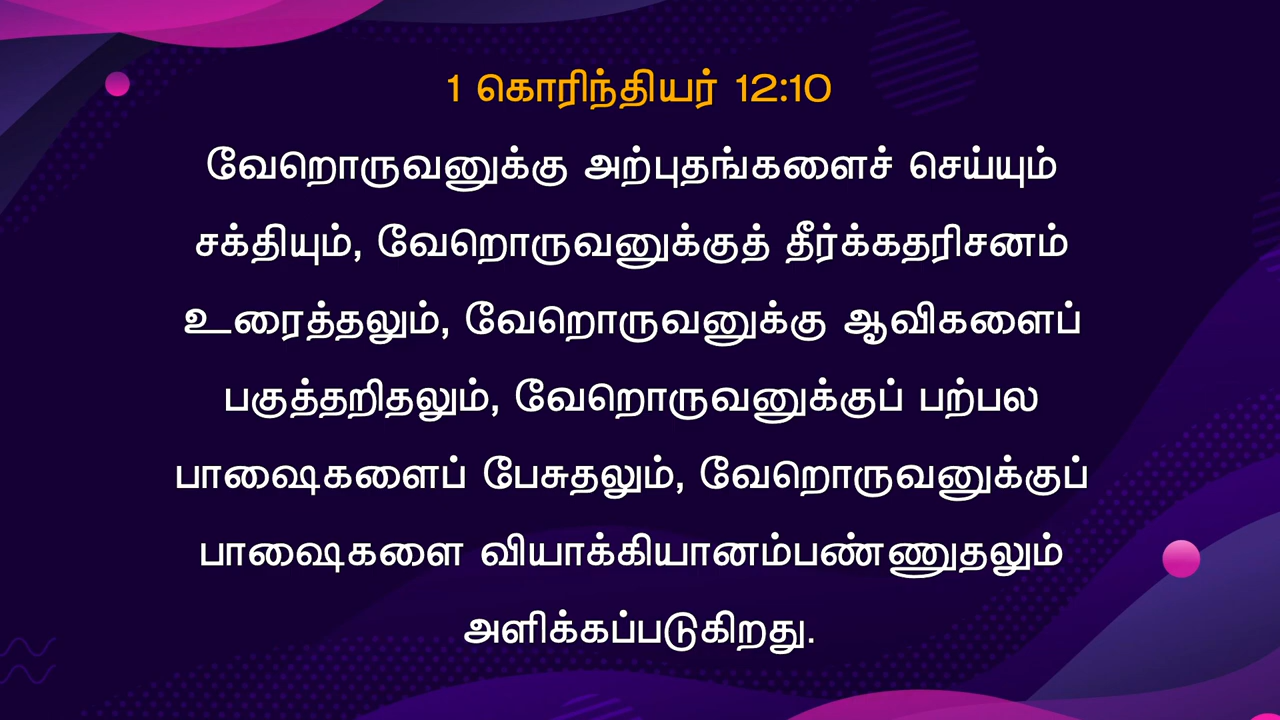 1 கொரிந்தியர் 12:10
வேறொருவனுக்கு அற்புதங்களைச் செய்யும்
சக்தியும், வேறொருவனுக்குத் தீர்க்கதரிசனம்
உரைத்தலும், வேறொருவனுக்கு ஆவிகளைப்
பகுத்தறிதலும், வேறொருவனுக்குப் பற்பல
பாஷைகளைப் பேசுதலும், வேறொருவனுக்குப்
பாஷைகளை வியாக்கியானம்பண்ணுதலும்
அளிக்கப்படுகிறது.